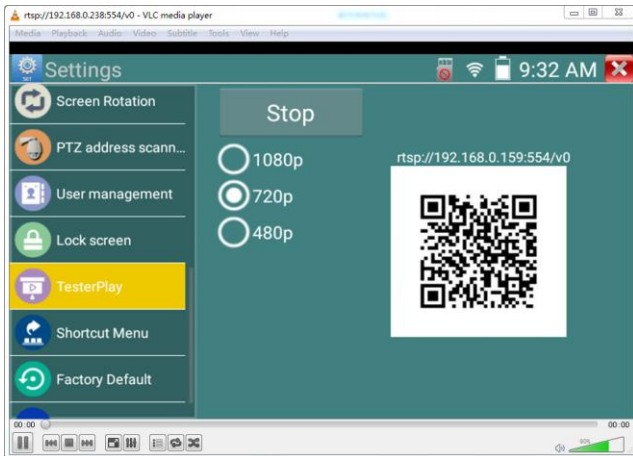 rtsp://192.168.0.238:554/v0 - VLC media player
Media Playback Audio Video Subtitle Tools View Help
SET
Settings
9:32 AM
Screen Rotation
PTZ address scann...
User management
Lock screen
TesterPlay
Shortcut Menu
Factory Default
Stop
1080p
720p
480p
rtsp://192.168.0.159:554/v0
00:00
00:00
90%